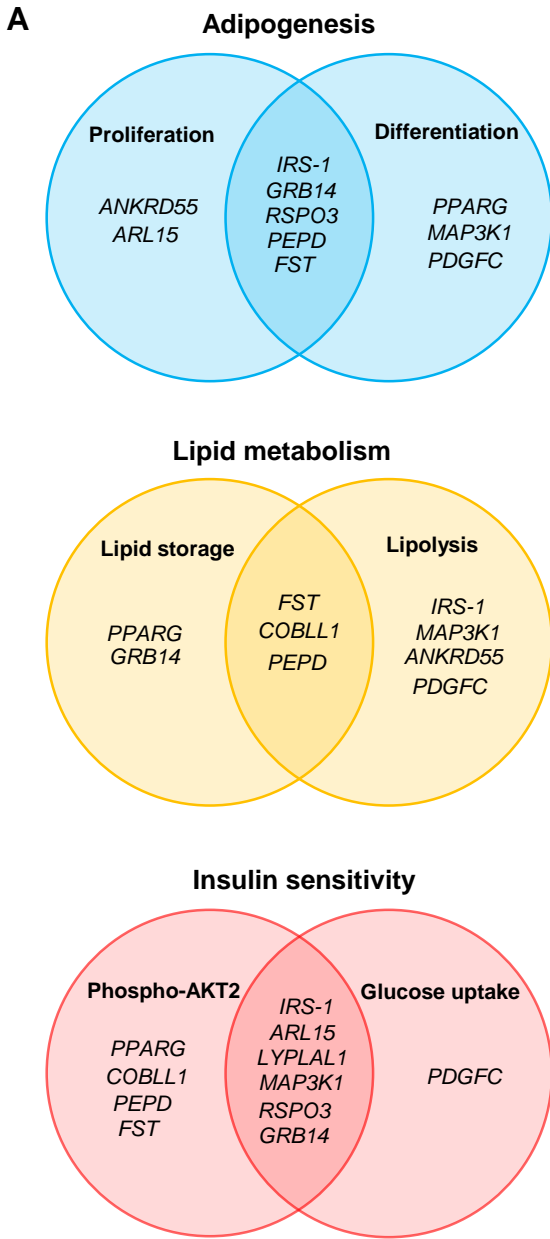 A
Adipogenesis
Proliferation
ANKRD55
ARL15
IRS-1
GRB14
RSPO3
PEPD
FST
Differentiation
PPARG
MAP3K1
PDGFC
Lipid metabolism
Lipid storage
PPARG
GRB14
FST
COBLL1
PEPD
Lipolysis
IRS-1
MAP3K1
ANKRD55
PDGFC
Insulin sensitivity
Phospho-AKT2
PPARG
COBLL1
PEPD
FST
IRS-1
ARL15
LYPLAL1
MAP3K1
RSPO3
GRB14
Glucose uptake
PDGFC